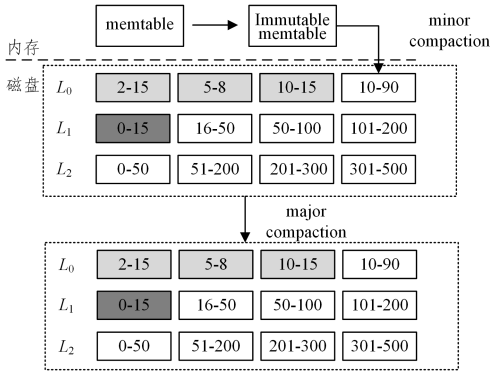 memtable
Immutable
memtable
minor
compaction
内存
磁盘
L0 2-15 5-8 10-15 10-90
L1 0-15 16-50 50-100 101-200
L2 0-50 51-200 201-300 301-500
major
compaction
L0 2-15 5-8 10-15 10-90
L1 0-15 16-50 50-100 101-200
L2 0-50 51-200 201-300 301-500